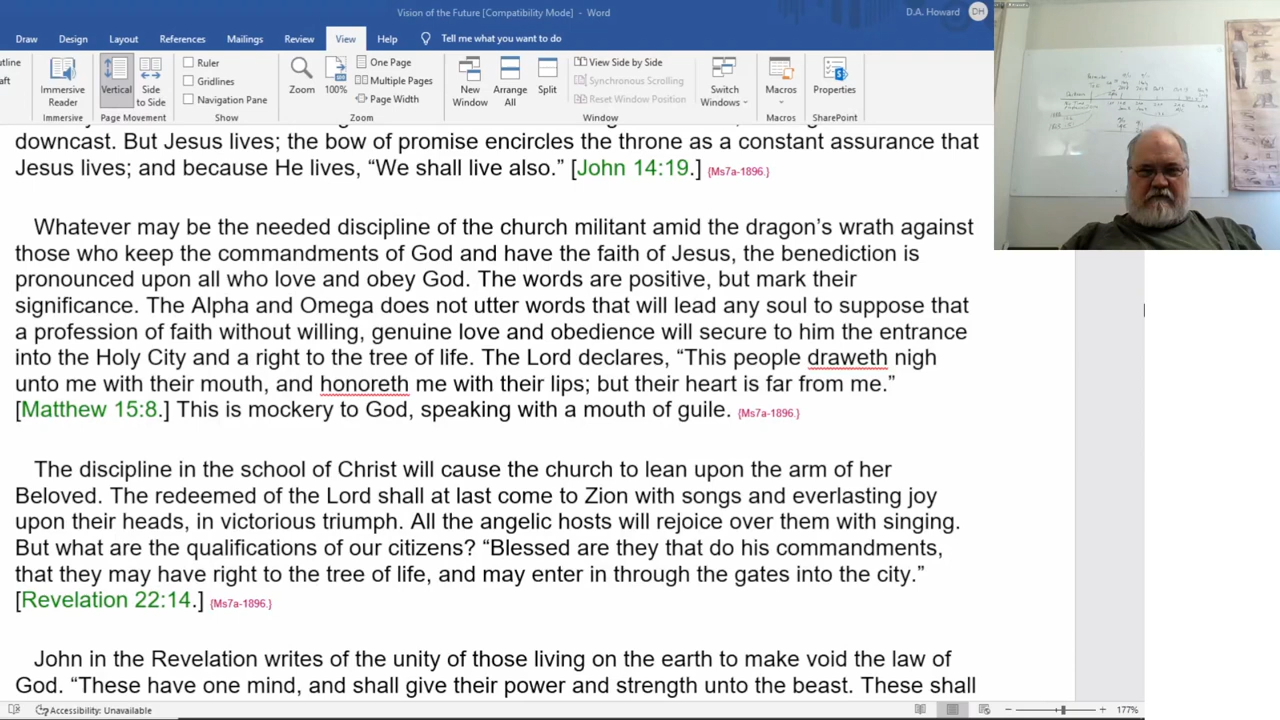 Vision of the Future [Compatibility Mode] - Word
D.A. Howard DH
Draw Design Layout References Mailings Review View Help Tell me what you want to do
Immersive Reader
Immersive
Vertical
Side to Side
Page Movement
Ruler
Gridlines
Navigation Pane
Show
Zoom
100%
One Page
Multiple Pages
Page Width
Zoom
New Window
Arrange All
Split
View Side by Side
Synchronous Scrolling
Reset Window Position
Window
Switch Windows
Macros
Macros
Properties
SharePoint
downcast. But Jesus lives; the bow of promise encircles the throne as a constant assurance that
Jesus lives; and because He lives, “We shall live also.” [John 14:19.] {Ms7a-1896.}
Whatever may be the needed discipline of the church militant amid the dragon’s wrath against
those who keep the commandments of God and have the faith of Jesus, the benediction is
pronounced upon all who love and obey God. The words are positive, but mark their
significance. The Alpha and Omega does not utter words that will lead any soul to suppose that
a profession of faith without willing, genuine love and obedience will secure to him the entrance
into the Holy City and a right to the tree of life. The Lord declares, “This people draweth nigh
unto me with their mouth, and honoreth me with their lips; but their heart is far from me.”
[Matthew 15:8.] This is mockery to God, speaking with a mouth of guile. {Ms7a-1896.}
The discipline in the school of Christ will cause the church to lean upon the arm of her
Beloved. The redeemed of the Lord shall at last come to Zion with songs and everlasting joy
upon their heads, in victorious triumph. All the angelic hosts will rejoice over them with singing.
But what are the qualifications of our citizens? “Blessed are they that do his commandments,
that they may have right to the tree of life, and may enter in through the gates into the city.”
[Revelation 22:14.] {Ms7a-1896.}
John in the Revelation writes of the unity of those living on the earth to make void the law of
God. “These have one mind, and shall give their power and strength unto the beast. These shall
Accessibility: Unavailable
177%